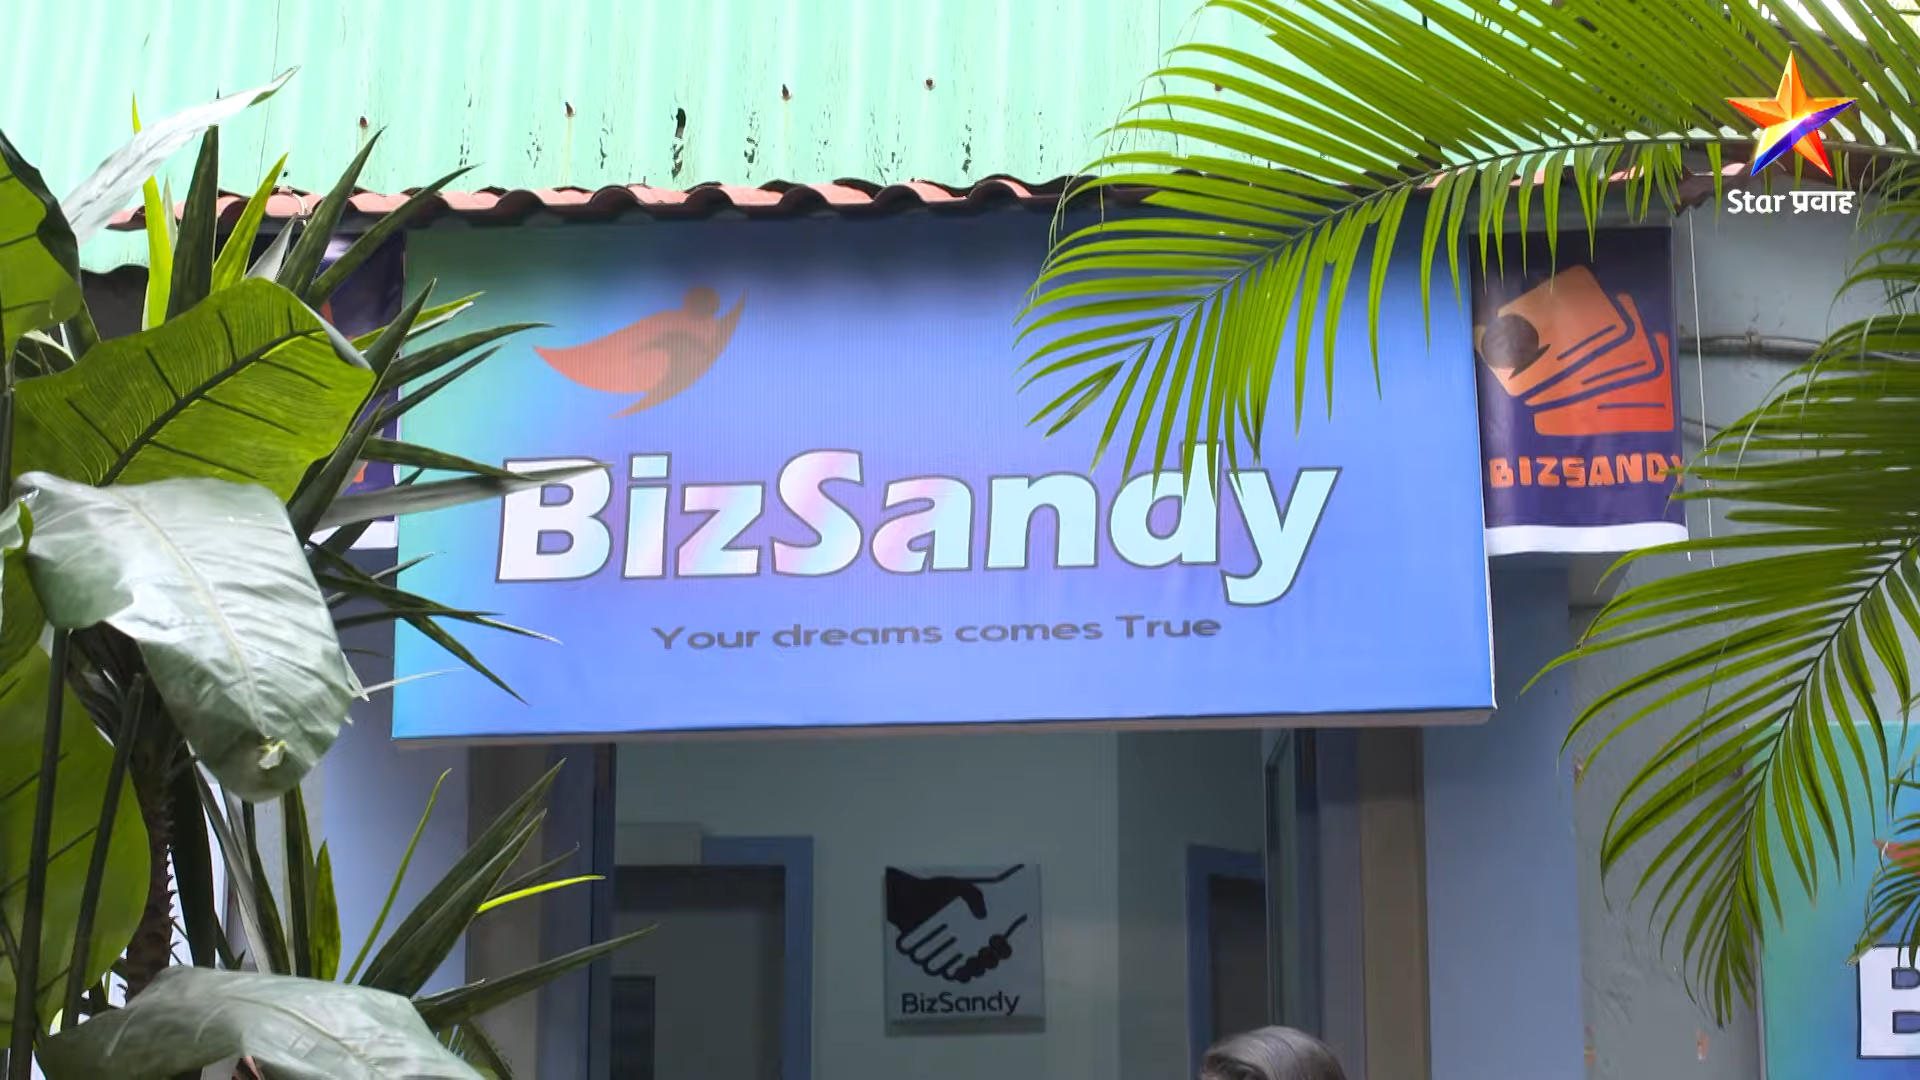 Star प्रवाह
BizSandy
Your dreams comes True
BIZSANDY
BizSandy
B